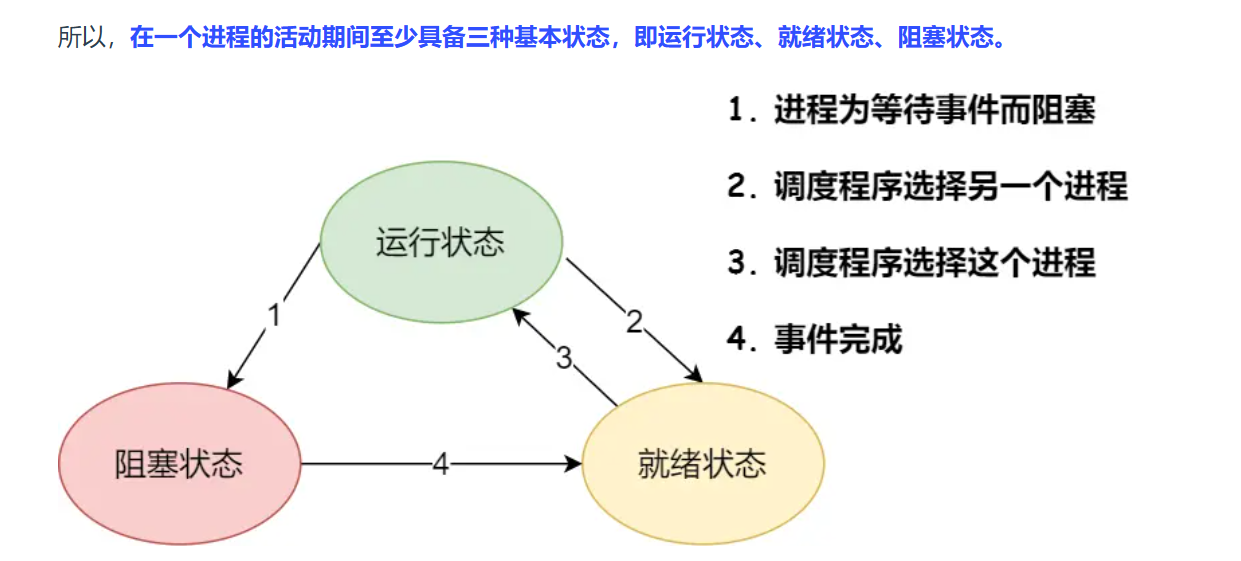 所以，在一个进程的活动期间至少具备三种基本状态，即运行状态、就绪状态、阻塞状态。
1. 进程为等待事件而阻塞
2. 调度程序选择另一个进程
3. 调度程序选择这个进程
4. 事件完成
运行状态
1
2
3
阻塞状态
4
就绪状态